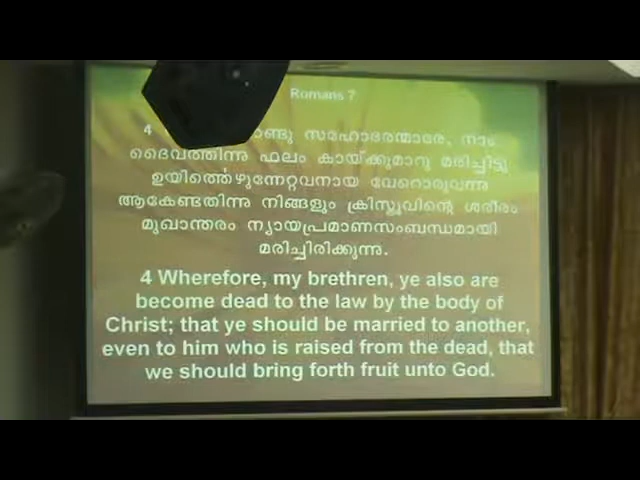 Romans 7
4 സഹോദരന്മാരേ, നാം
ദൈവത്തിന്നു ഫലം കായ്ക്കുമാറു മരിച്ചിട്ടു
ഉയിർത്തെഴുന്നേറ്റവനായ വേറൊരുവന്നു
ആകേണ്ടതിന്നു നിങ്ങളും ക്രിസ്തുവിന്റെ ശരീരം
മുഖാന്തരം ന്യായപ്രമാണസംബന്ധമായി
മരിച്ചിരിക്കുന്നു.
4 Wherefore, my brethren, ye also are
become dead to the law by the body of
Christ; that ye should be married to another,
even to him who is raised from the dead, that
we should bring forth fruit unto God.